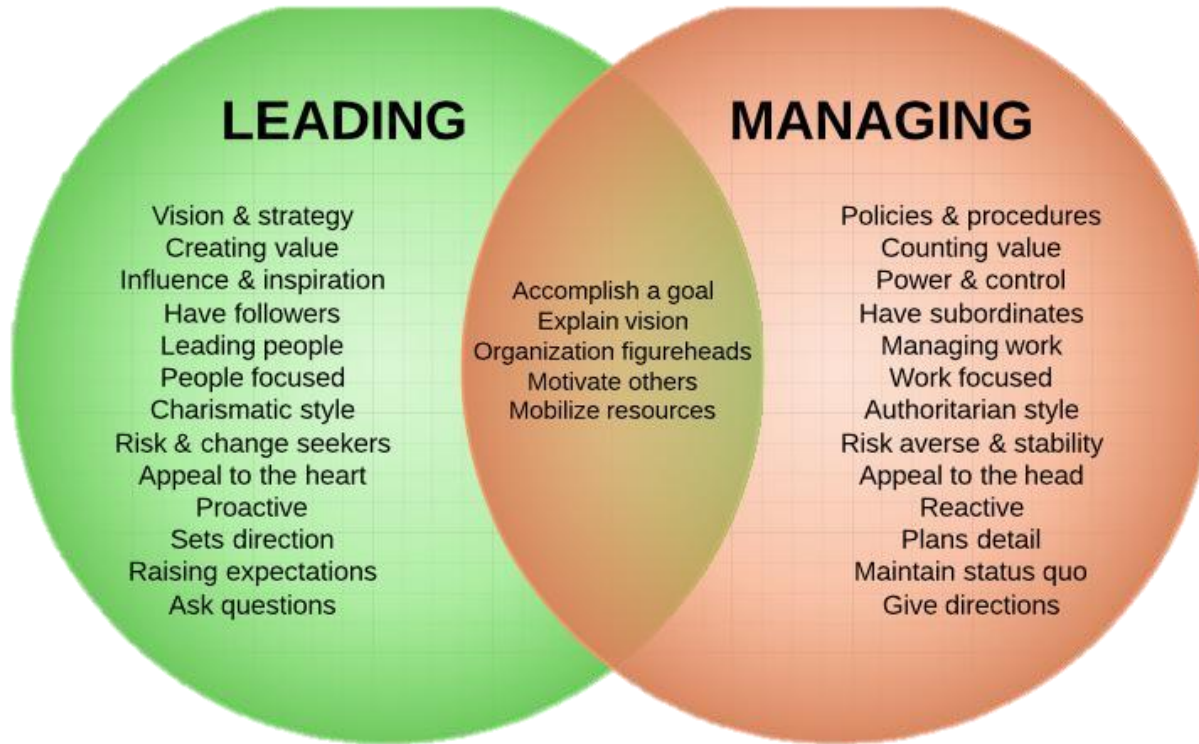 LEADING
Vision & strategy
Creating value
Influence & inspiration
Have followers
Leading people
People focused
Charismatic style
Risk & change seekers
Appeal to the heart
Proactive
Sets direction
Raising expectations
Ask questions
Accomplish a goal
Explain vision
Organization figureheads
Motivate others
Mobilize resources
MANAGING
Policies & procedures
Counting value
Power & control
Have subordinates
Managing work
Work focused
Authoritarian style
Risk averse & stability
Appeal to the head
Reactive
Plans detail
Maintain status quo
Give directions